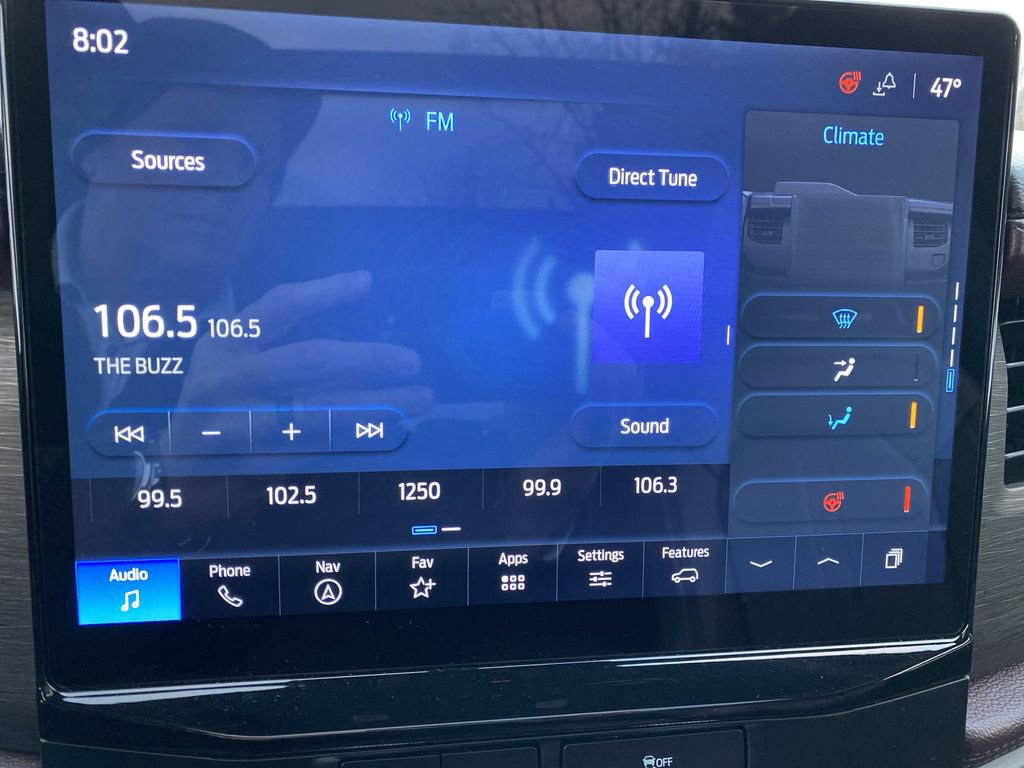 8:02
47°
FM
Climate
Sources
Direct Tune
106.5 106.5
THE BUZZ
Sound
99.5 102.5 1250 99.9 106.3
Audio Phone Nav Fav Apps Settings Features
OFF